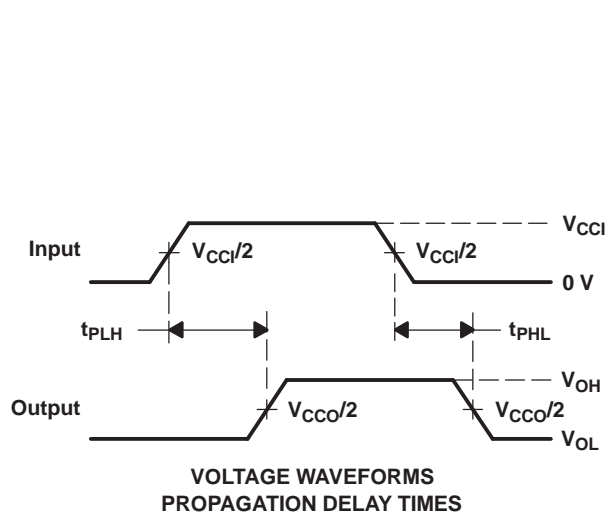 V_CCI
Input
V_CCI/2
V_CCI/2
0 V
t_PLH
t_PHL
V_OH
Output
V_CCO/2
V_CCO/2
V_OL
VOLTAGE WAVEFORMS
PROPAGATION DELAY TIMES